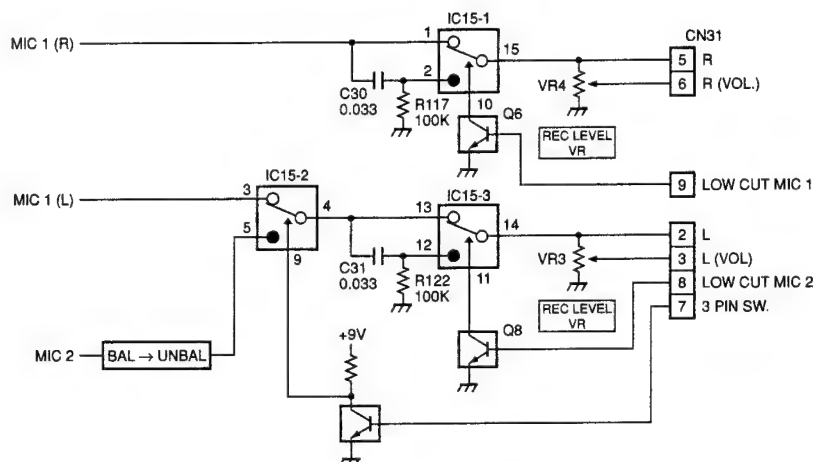 IC15-1
CN31
MIC 1 (R)
1
15
5 R
2
VR4
6 R (VOL.)
C30
0.033
R117
100K
10
Q6
REC LEVEL
VR
9 LOW CUT MIC 1
IC15-2
IC15-3
MIC 1 (L)
3
4
13
14
2 L
5
12
VR3
3 L (VOL)
9
C31
0.033
R122
100K
11
8 LOW CUT MIC 2
7 3 PIN SW.
REC LEVEL
VR
Q8
+9V
MIC 2
BAL → UNBAL